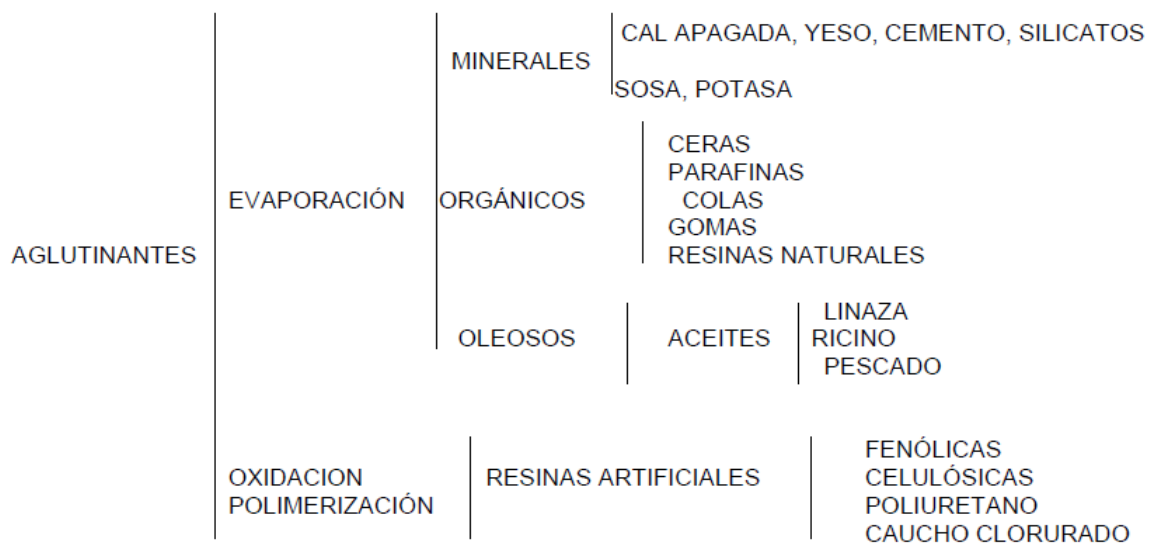 CAL APAGADA, YESO, CEMENTO, SILICATOS
MINERALES
SOSA, POTASA
CERAS
PARAFINAS
EVAPORACIÓN ORGÁNICOS COLAS
GOMAS
AGLUTINANTES RESINAS NATURALES
LINAZA
OLEOSOS ACEITES RICINO
PESCADO
FENÓLICAS
OXIDACION RESINAS ARTIFICIALES CELULÓSICAS
POLIMERIZACIÓN POLIURETANO
CAUCHO CLORURADO